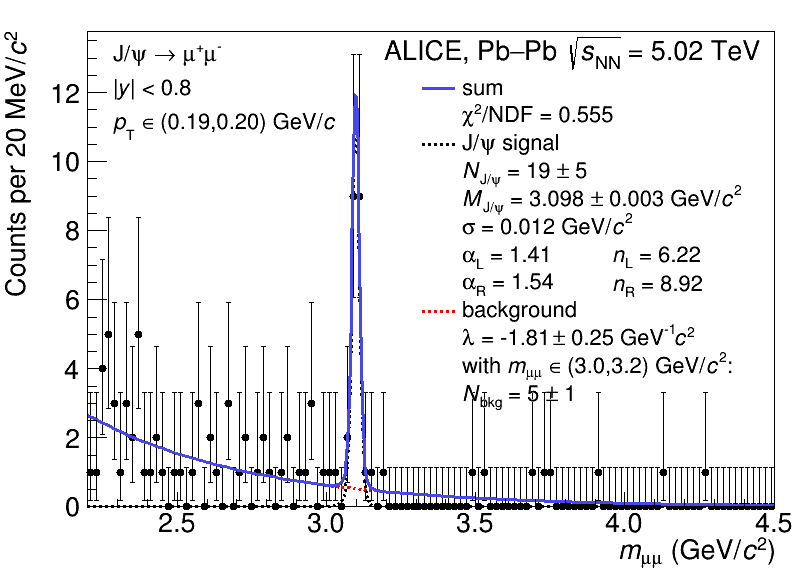 J/ψ → μ⁺μ⁻
|y| < 0.8
p_T ∈ (0.19,0.20) GeV/c
ALICE, Pb–Pb √s_NN = 5.02 TeV
sum
χ²/NDF = 0.555
J/ψ signal
N_J/ψ = 19 ± 5
M_J/ψ = 3.098 ± 0.003 GeV/c²
σ = 0.012 GeV/c²
α_L = 1.41 n_L = 6.22
α_R = 1.54 n_R = 8.92
background
λ = -1.81 ± 0.25 GeV⁻¹c²
with m_μμ ∈ (3.0,3.2) GeV/c²:
N_bkg = 5 ± 1
Counts per 20 MeV/c²
12
10
8
6
4
2
0
2.5 3.0 3.5 4.0 4.5
m_μμ (GeV/c²)